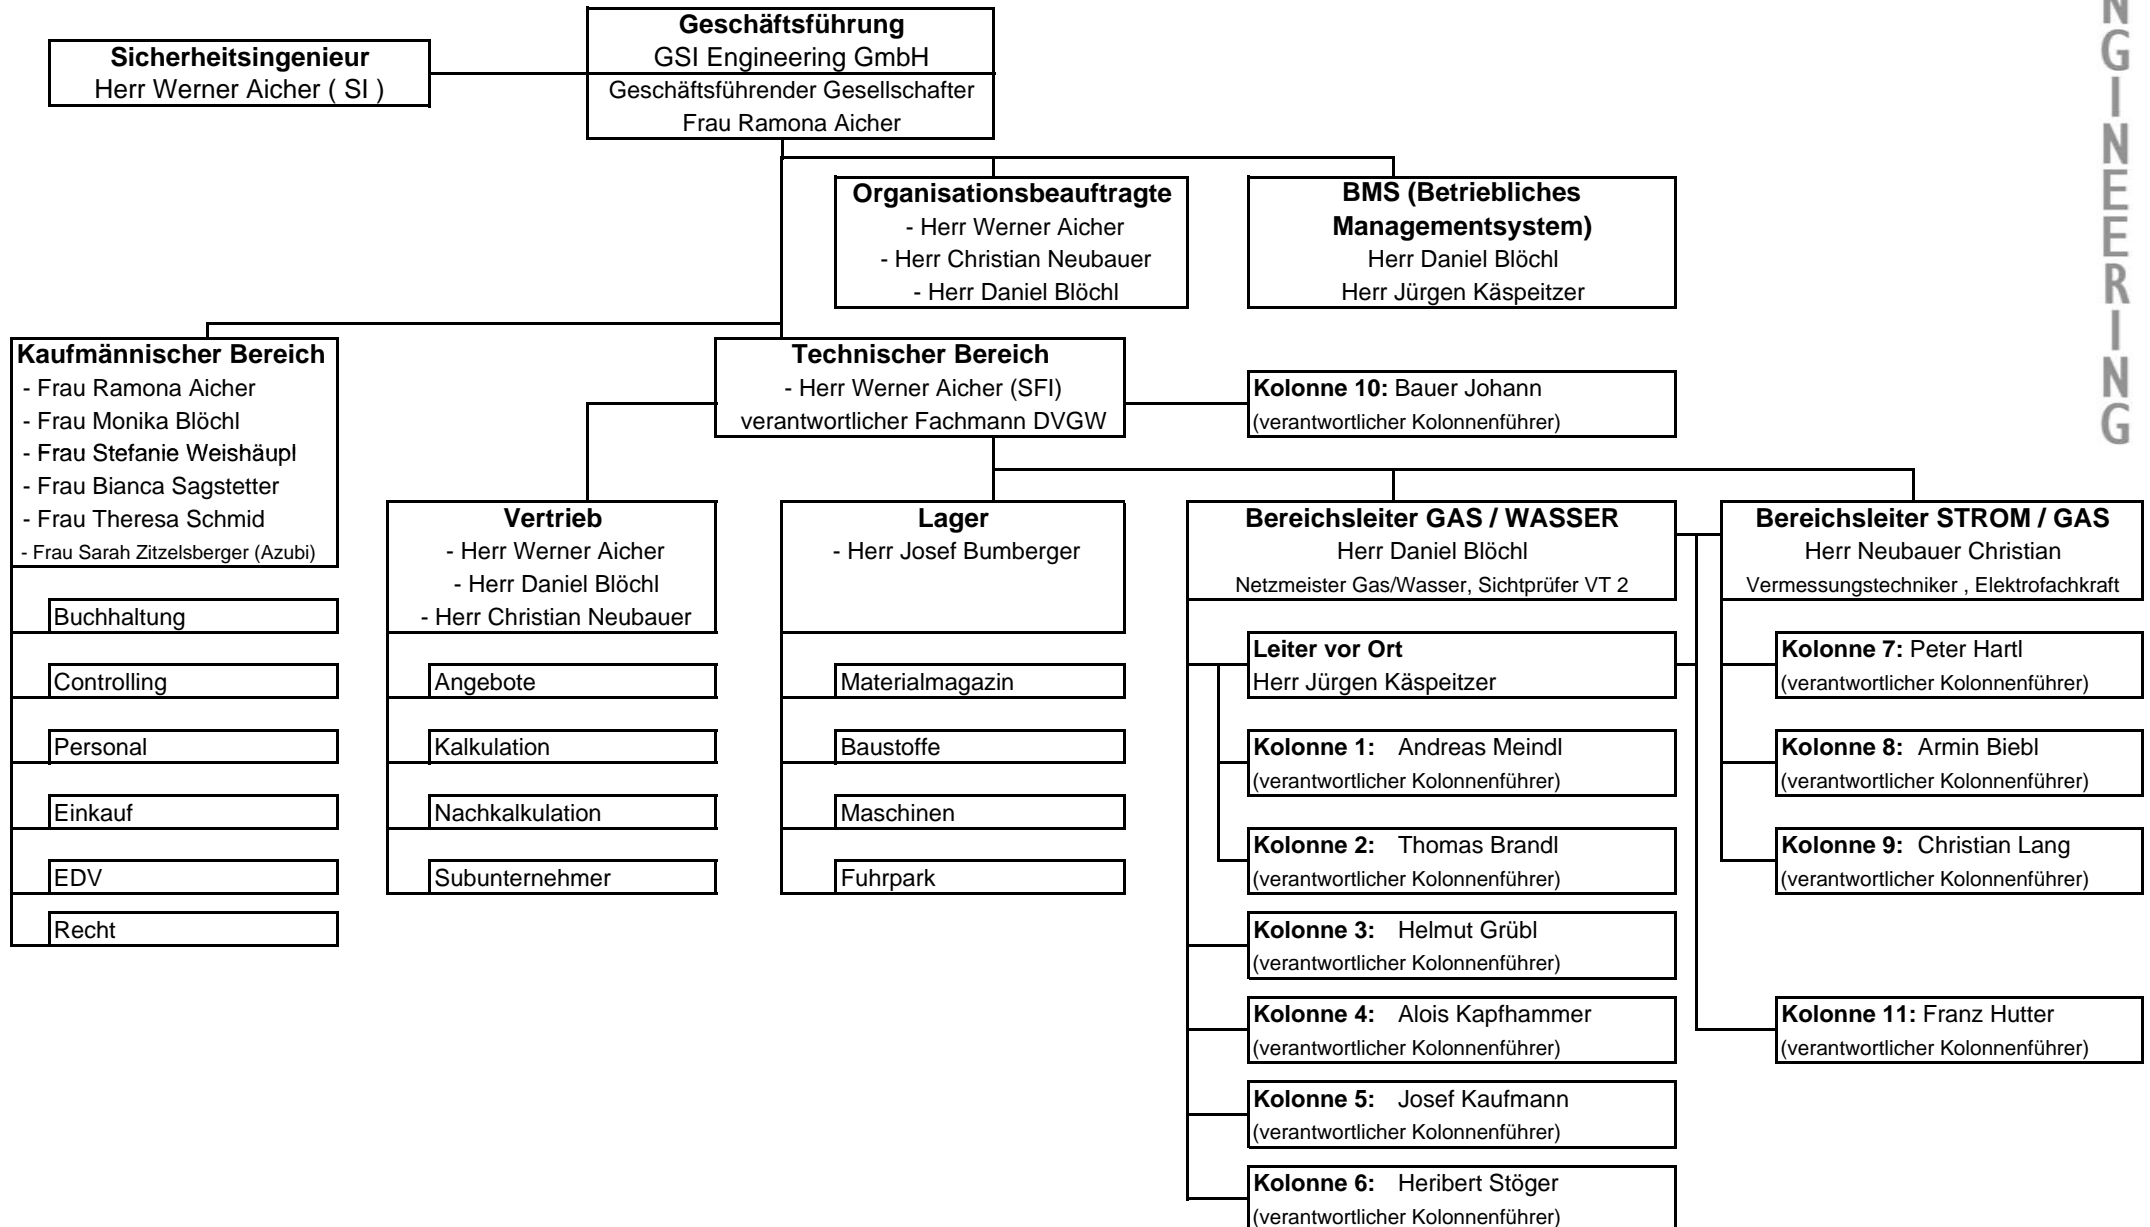 Geschäftsführung
GSI Engineering GmbH
Geschäftsführender Gesellschafter
Frau Ramona Aicher
Sicherheitsingenieur
Herr Werner Aicher ( SI )
NGINEERING
Organisationsbeauftragte
- Herr Werner Aicher
- Herr Christian Neubauer
- Herr Daniel Blöchl
BMS (Betriebliches
Managementsystem)
Herr Daniel Blöchl
Herr Jürgen Käspeitzer
Kaufmännischer Bereich
- Frau Ramona Aicher
- Frau Monika Blöchl
- Frau Stefanie Weishäupl
- Frau Bianca Sagstetter
- Frau Theresa Schmid
- Frau Sarah Zitzelsberger (Azubi)
Buchhaltung
Controlling
Personal
Einkauf
EDV
Recht
Technischer Bereich
- Herr Werner Aicher (SFI)
verantwortlicher Fachmann DVGW
Kolonne 10: Bauer Johann
(verantwortlicher Kolonnenführer)
Vertrieb
- Herr Werner Aicher
- Herr Daniel Blöchl
- Herr Christian Neubauer
Angebote
Kalkulation
Nachkalkulation
Subunternehmer
Lager
- Herr Josef Bumberger
Materialmagazin
Baustoffe
Maschinen
Fuhrpark
Bereichsleiter GAS / WASSER
Herr Daniel Blöchl
Netzmeister Gas/Wasser, Sichtprüfer VT 2
Leiter vor Ort
Herr Jürgen Käspeitzer
Kolonne 1: Andreas Meindl
(verantwortlicher Kolonnenführer)
Kolonne 2: Thomas Brandl
(verantwortlicher Kolonnenführer)
Kolonne 3: Helmut Grübl
(verantwortlicher Kolonnenführer)
Kolonne 4: Alois Kapfhammer
(verantwortlicher Kolonnenführer)
Kolonne 5: Josef Kaufmann
(verantwortlicher Kolonnenführer)
Kolonne 6: Heribert Stöger
(verantwortlicher Kolonnenführer)
Bereichsleiter STROM / GAS
Herr Neubauer Christian
Vermessungstechniker , Elektrofachkraft
Kolonne 7: Peter Hartl
(verantwortlicher Kolonnenführer)
Kolonne 8: Armin Biebl
(verantwortlicher Kolonnenführer)
Kolonne 9: Christian Lang
(verantwortlicher Kolonnenführer)
Kolonne 11: Franz Hutter
(verantwortlicher Kolonnenführer)